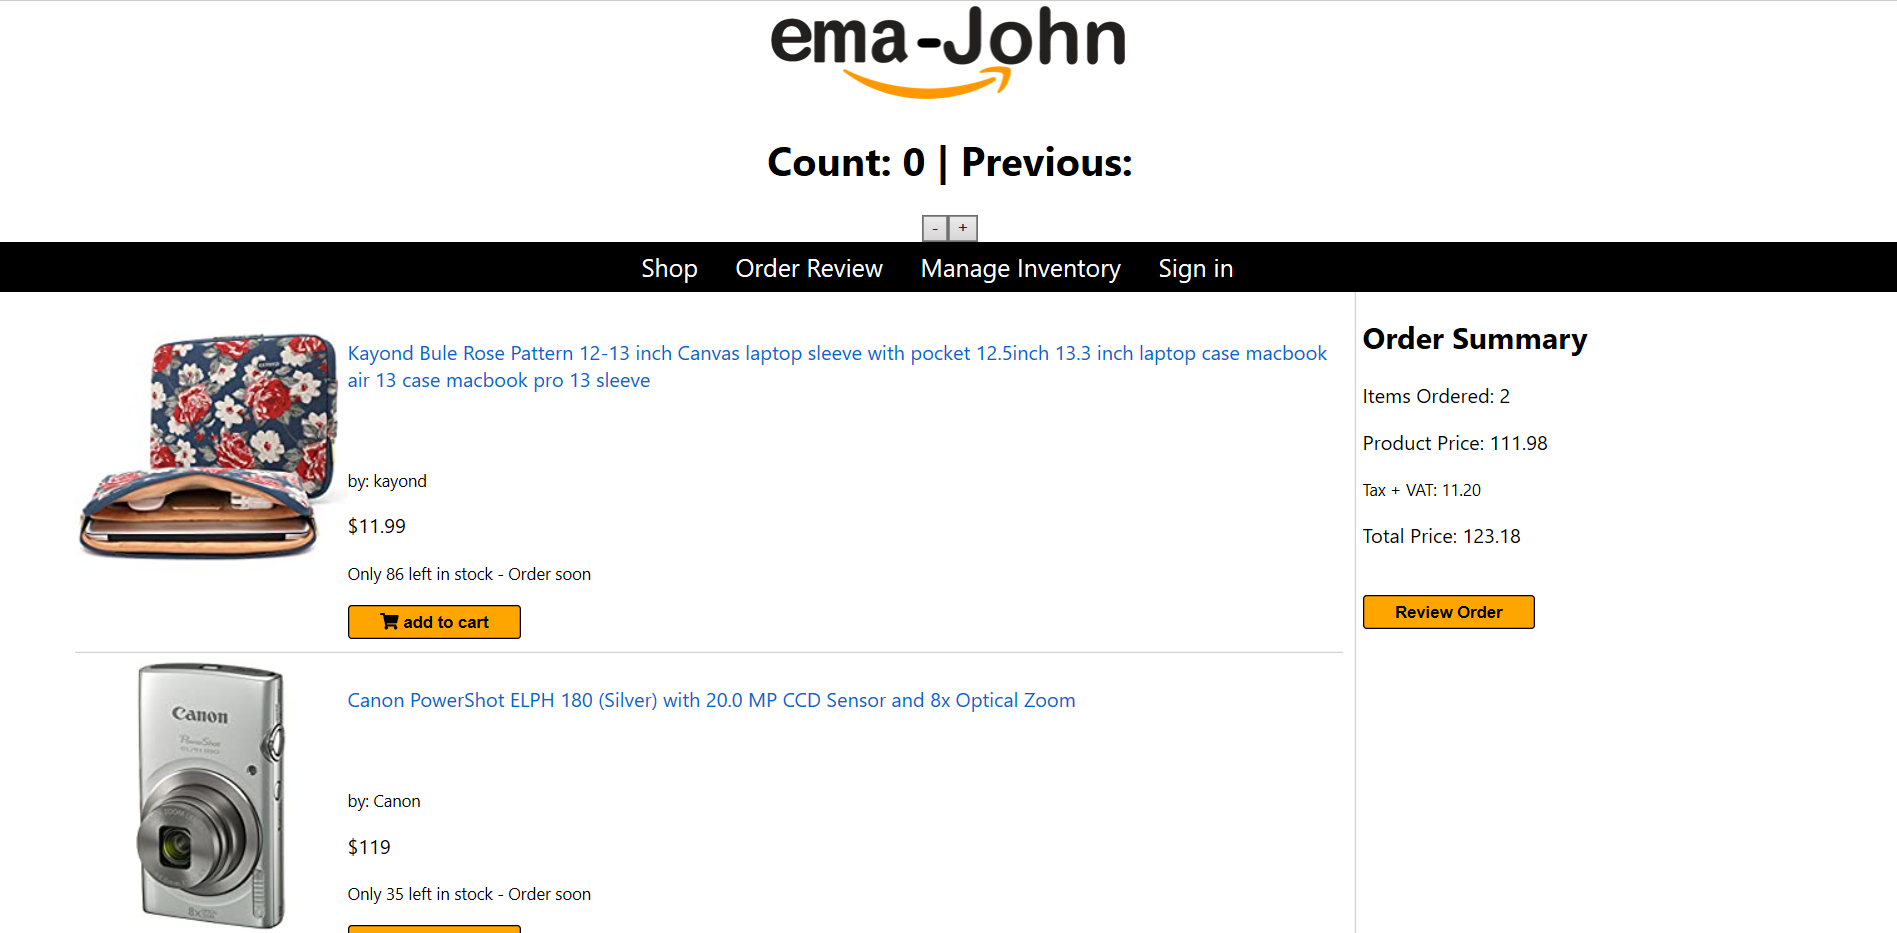 ema-John
Count: 0 | Previous:
- +
Shop Order Review Manage Inventory Sign in
Kayond Bule Rose Pattern 12-13 inch Canvas laptop sleeve with pocket 12.5inch 13.3 inch laptop case macbook
air 13 case macbook pro 13 sleeve
by: kayond
$11.99
Only 86 left in stock - Order soon
add to cart
Canon
PowerShot
ELPH 180
8x
Canon PowerShot ELPH 180 (Silver) with 20.0 MP CCD Sensor and 8x Optical Zoom
by: Canon
$119
Only 35 left in stock - Order soon
Order Summary
Items Ordered: 2
Product Price: 111.98
Tax + VAT: 11.20
Total Price: 123.18
Review Order